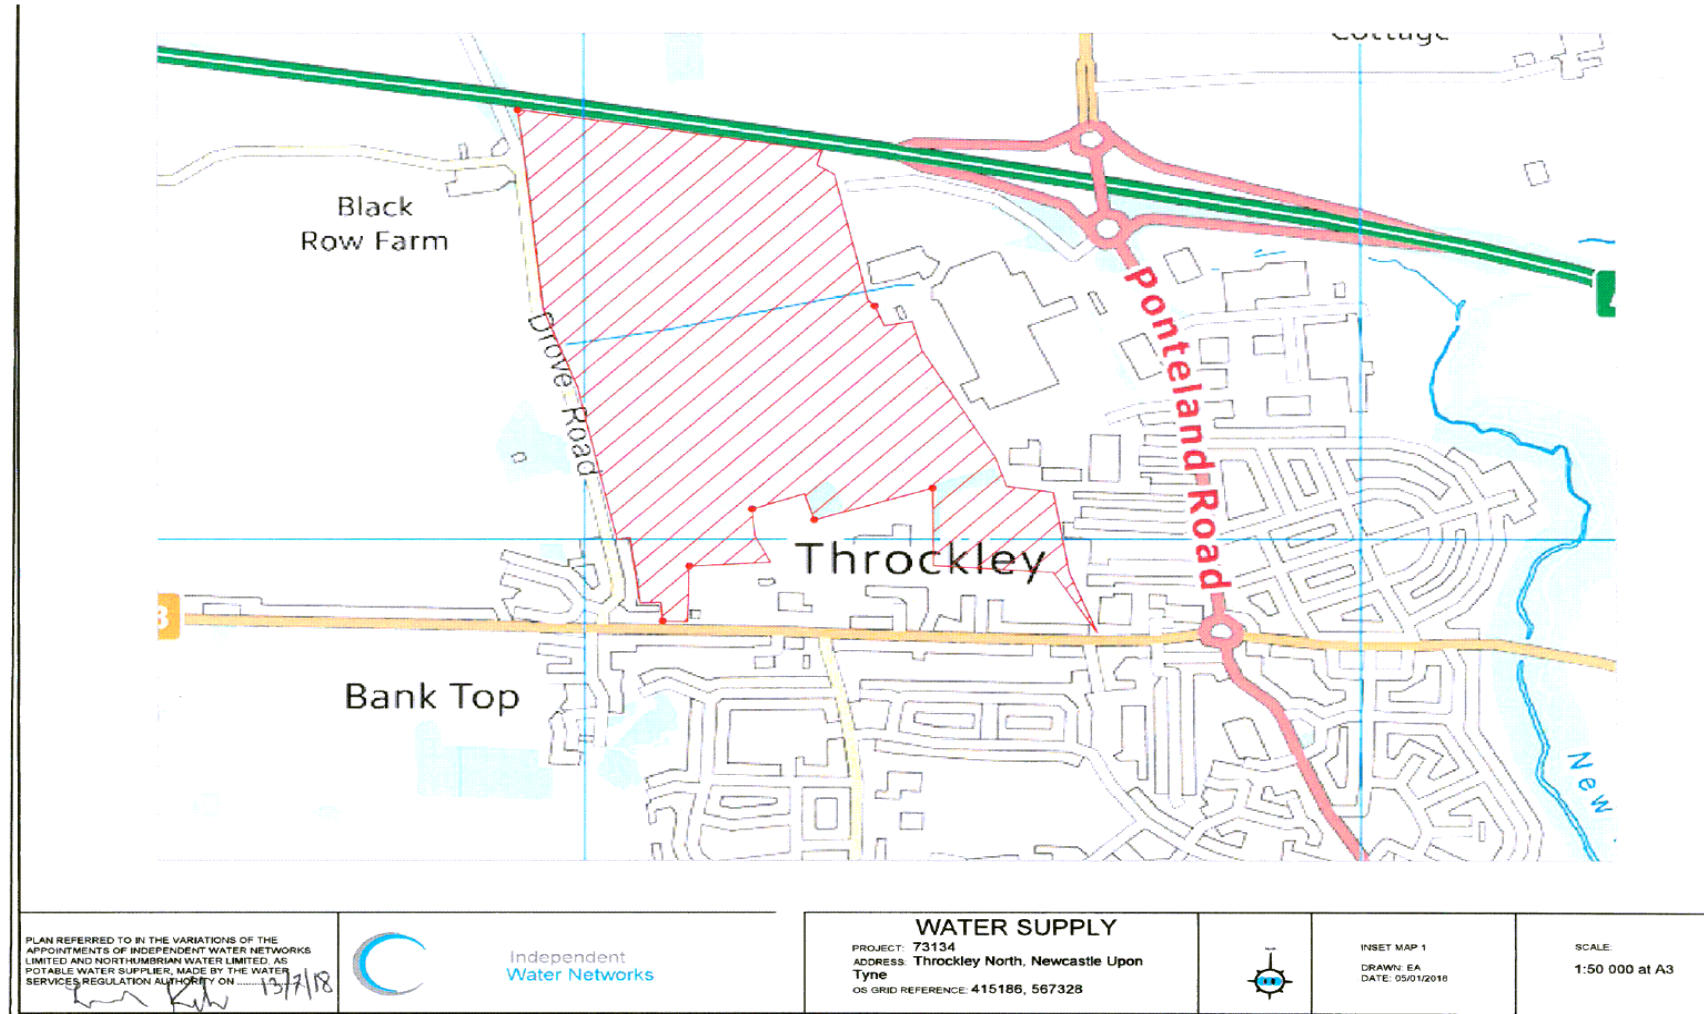 Black
Row Farm
Drove Road
Ponteland Road
Throckley
Bank Top
New
PLAN REFERRED TO IN THE VARIATIONS OF THE
APPOINTMENTS OF INDEPENDENT WATER NETWORKS
LIMITED AND NORTHUMBRIAN WATER LIMITED, AS
POTABLE WATER SUPPLIER, MADE BY THE WATER
SERVICES REGULATION AUTHORITY ON 13/7/18
Independent
Water Networks
WATER SUPPLY
PROJECT: 73134
ADDRESS: Throckley North, Newcastle Upon
Tyne
OS GRID REFERENCE: 415186, 567328
INSET MAP 1
DRAWN: EA
DATE: 05/01/2018
SCALE:
1:50 000 at A3